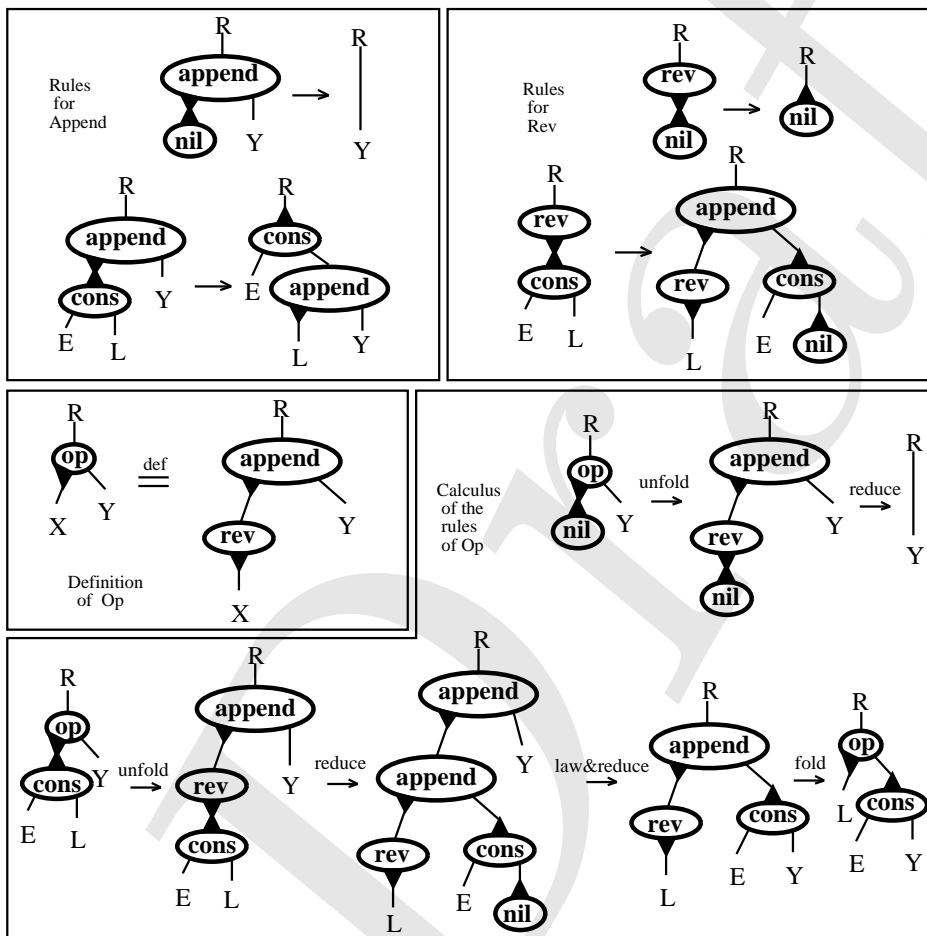 R
append
nil
Y
R
Y
Rules
for
Append
R
append
cons
Y
E
L
R
cons
E
append
L
Y
Rules
for
Rev
R
rev
nil
R
nil
R
rev
cons
E
L
R
append
rev
cons
L
E
nil
R
op
X
Y
def
R
append
rev
Y
X
Definition
of Op
Calculus
of the
rules
of Op
R
op
nil
Y
unfold
R
append
rev
Y
nil
reduce
R
Y
R
op
cons
Y
E
L
unfold
R
append
rev
Y
cons
E
L
reduce
R
append
append
Y
rev
cons
L
E
nil
law&reduce
R
append
rev
cons
L
E
Y
fold
R
op
L
cons
E
Y
Draft